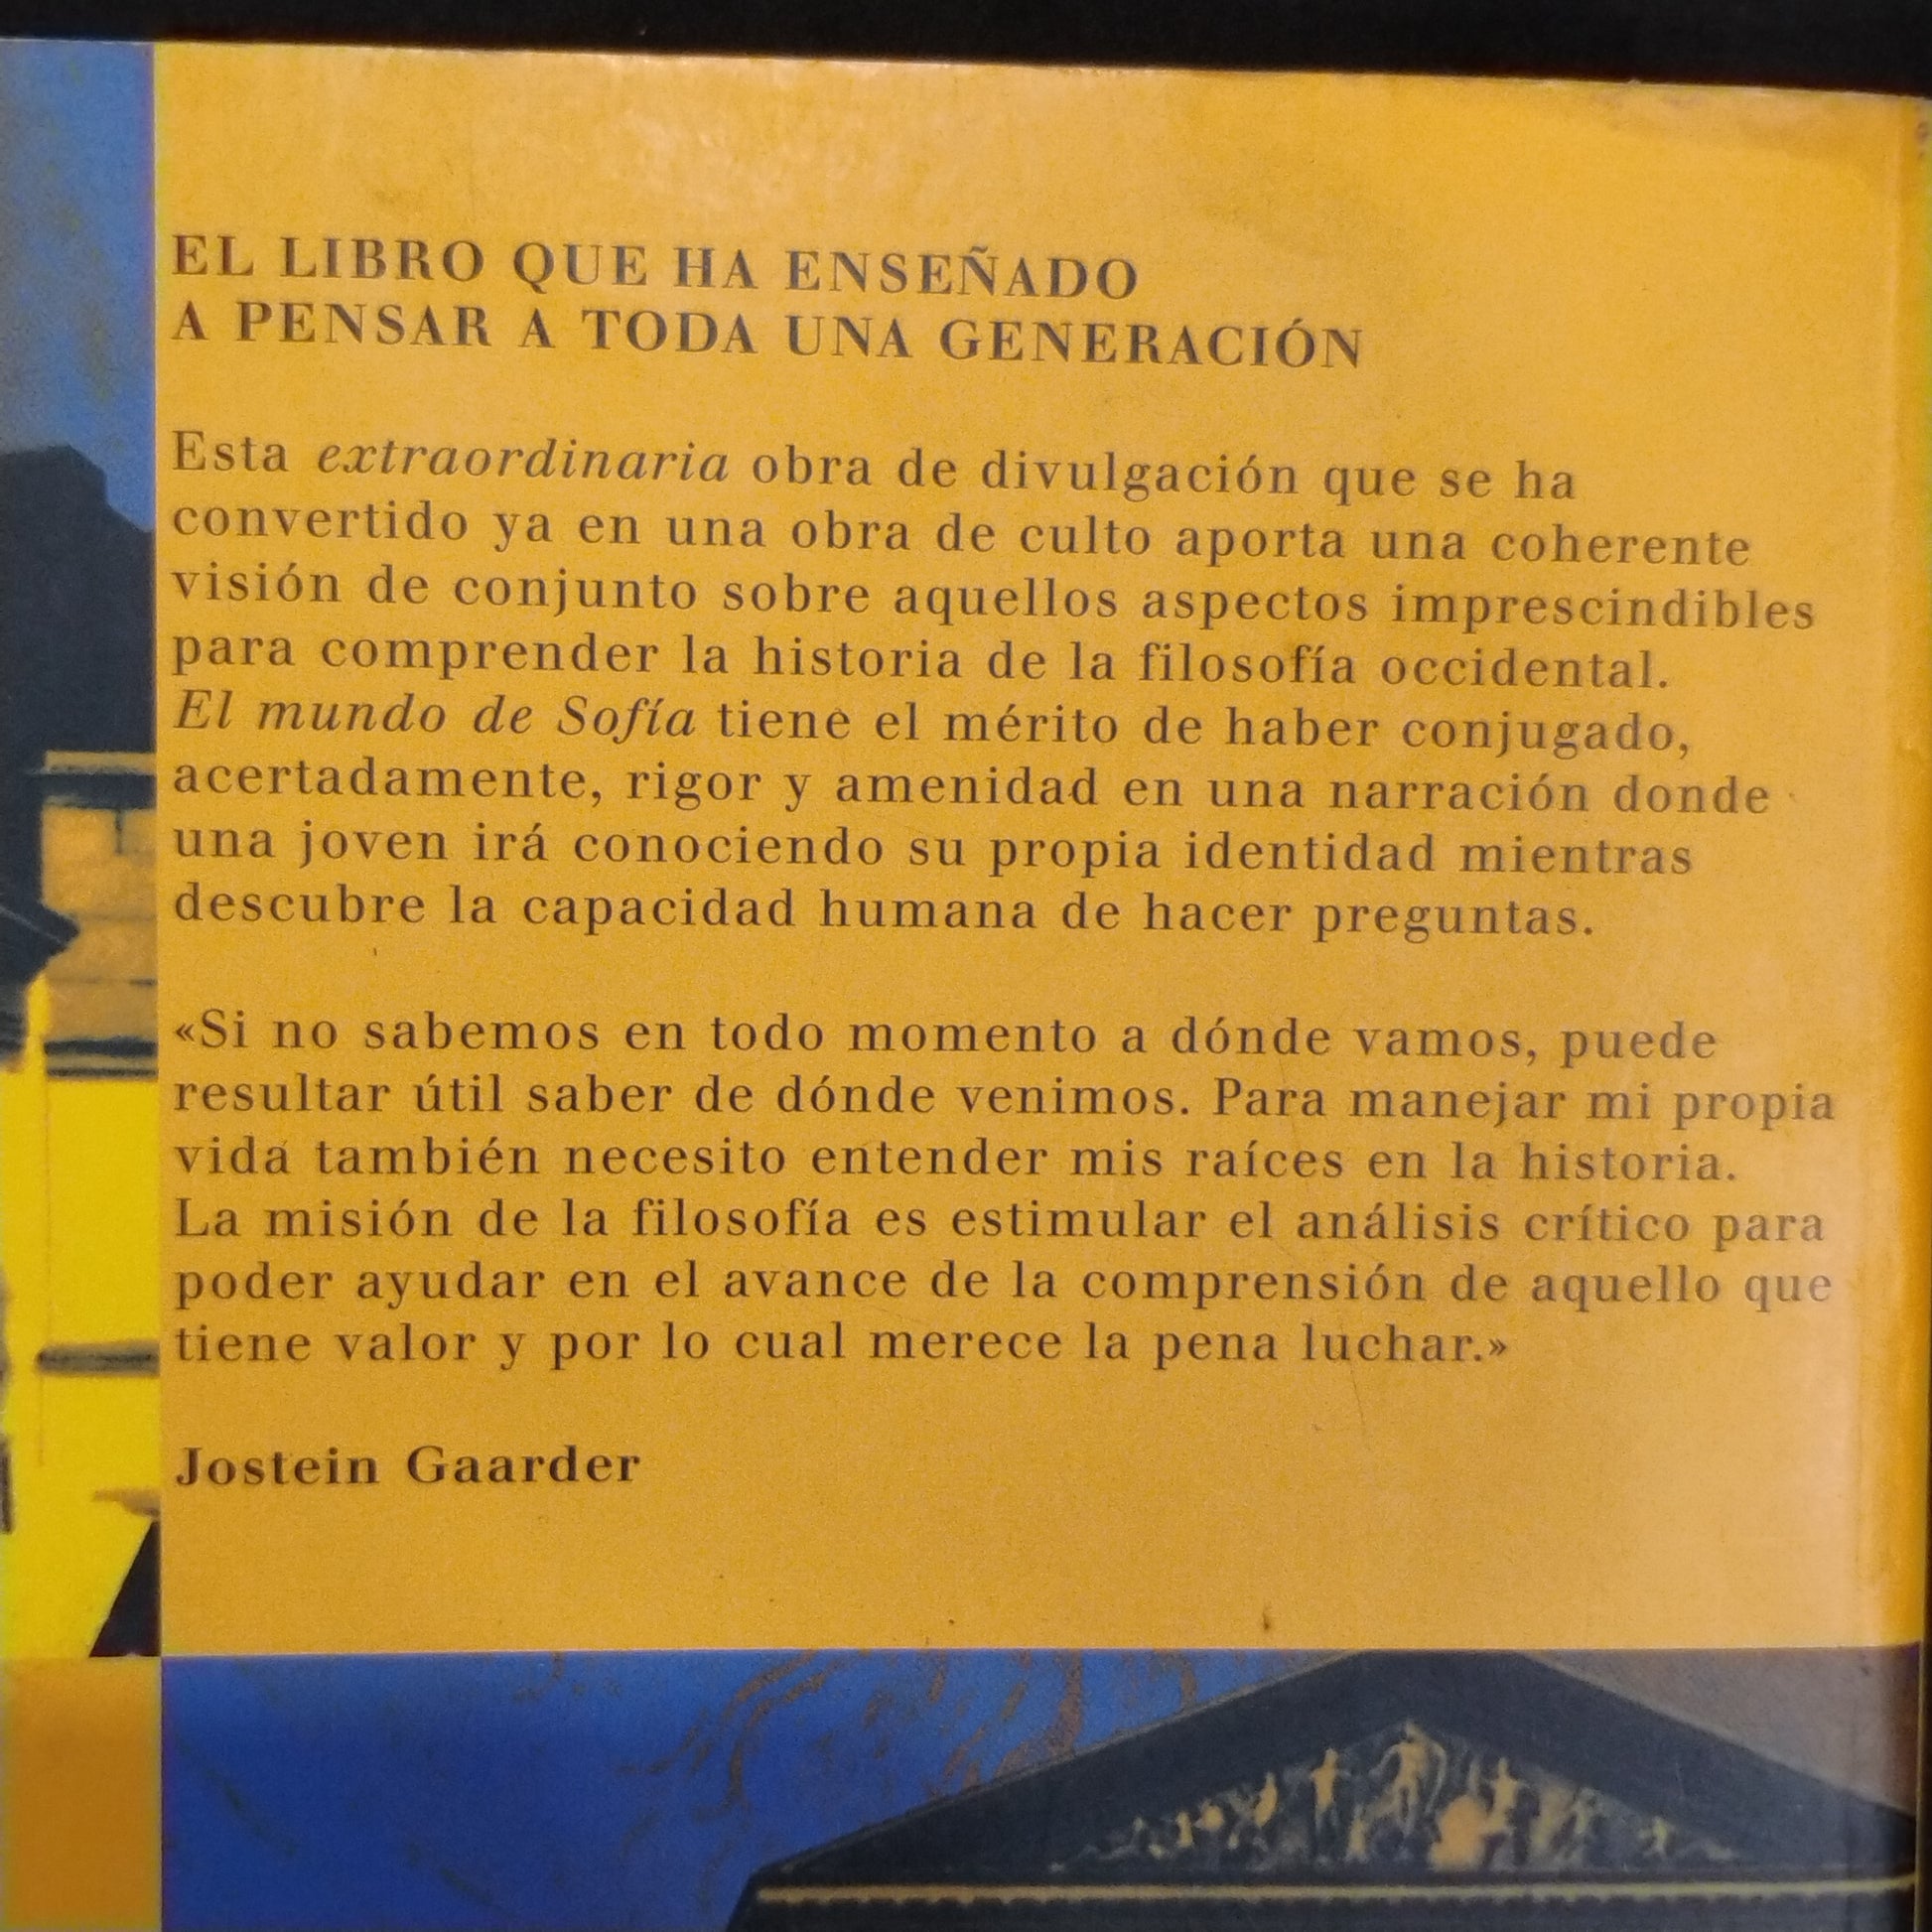 EL LIBRO QUE HA ENSEÑADO
A PENSAR A TODA UNA GENERACIÓN
Esta extraordinaria obra de divulgación que se ha
convertido ya en una obra de culto aporta una coherente
visión de conjunto sobre aquellos aspectos imprescindibles
para comprender la historia de la filosofía occidental.
El mundo de Sofía tiene el mérito de haber conjugado,
acertadamente, rigor y amenidad en una narración donde
una joven irá conociendo su propia identidad mientras
descubre la capacidad humana de hacer preguntas.
«Si no sabemos en todo momento a dónde vamos, puede
resultar útil saber de dónde venimos. Para manejar mi propia
vida también necesito entender mis raíces en la historia.
La misión de la filosofía es estimular el análisis crítico para
poder ayudar en el avance de la comprensión de aquello que
tiene valor y por lo cual merece la pena luchar.»
Jostein Gaarder